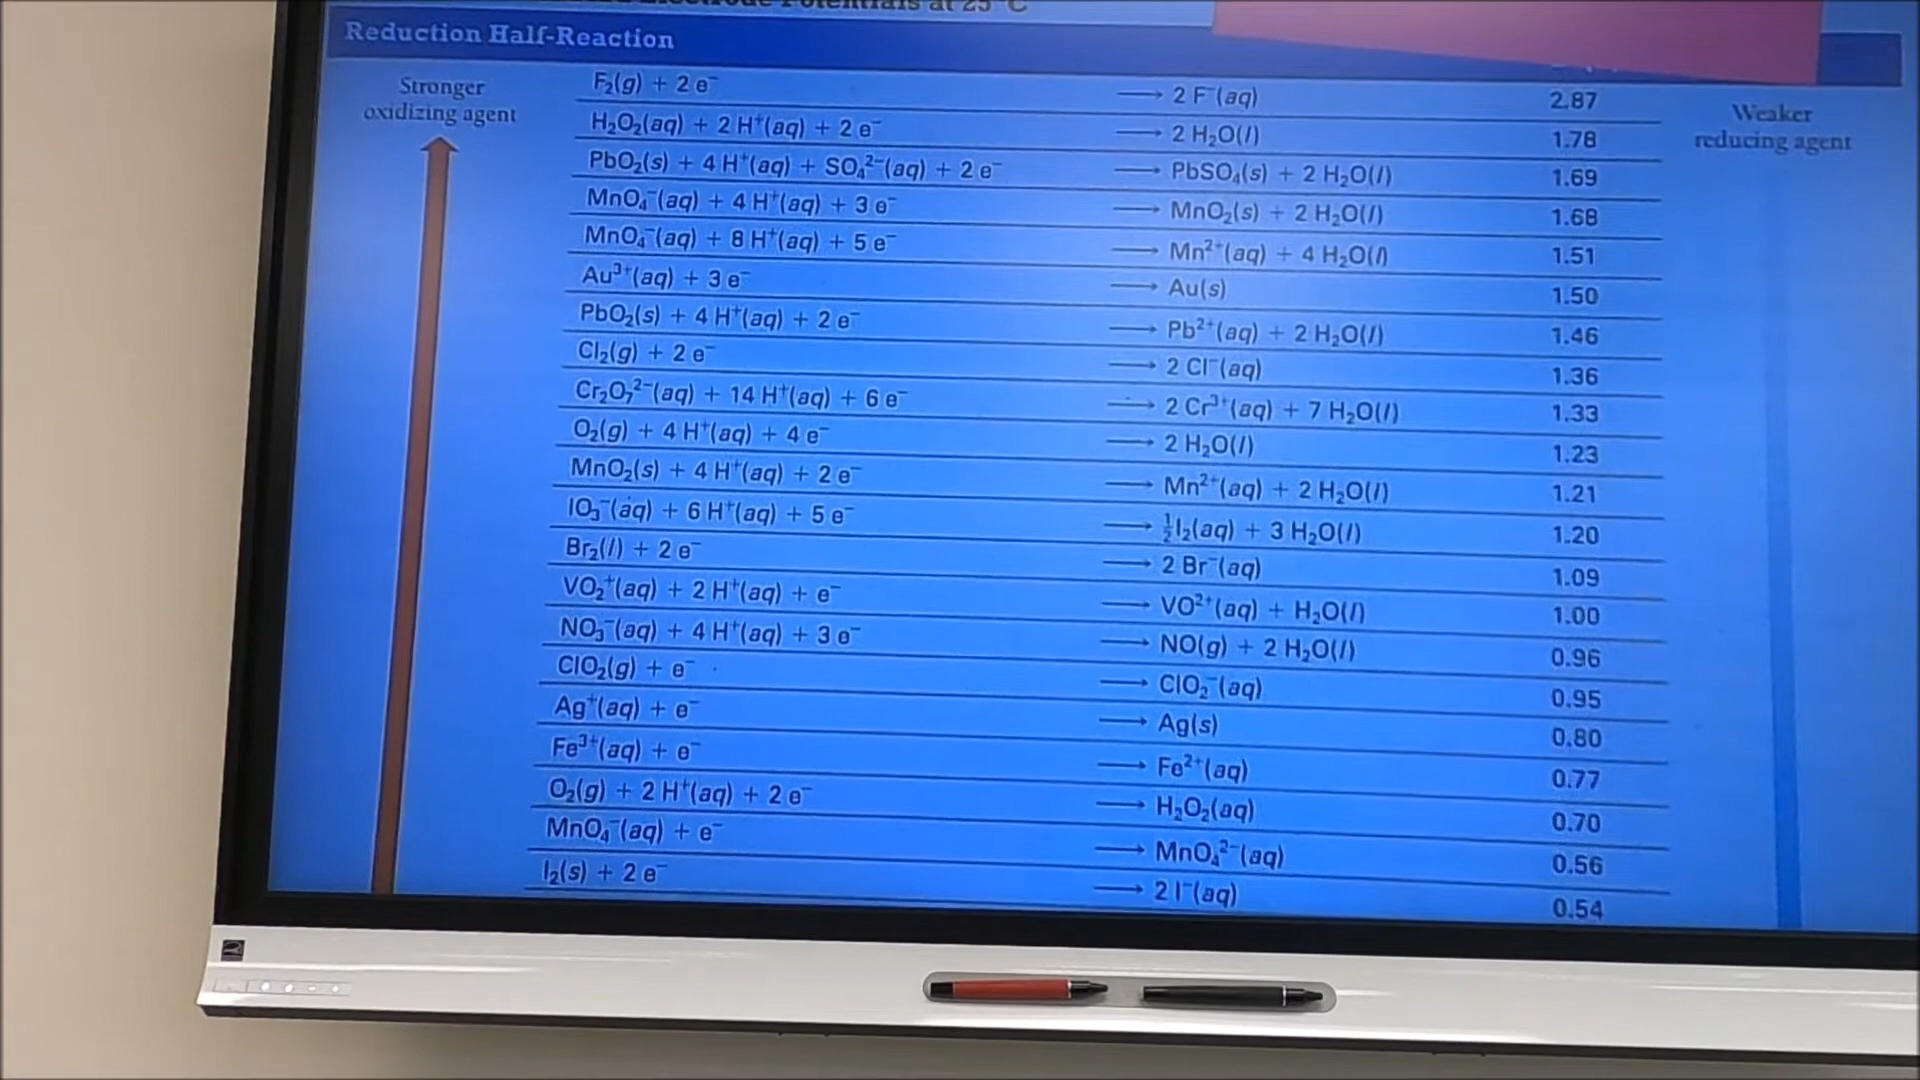 Electrode Potentials at 25 °C
Reduction Half-Reaction
Stronger
oxidizing agent
F₂(g) + 2 e⁻ ⟶ 2 F⁻(aq) 2.87
Weaker
reducing agent
H₂O₂(aq) + 2 H⁺(aq) + 2 e⁻ ⟶ 2 H₂O(l) 1.78
PbO₂(s) + 4 H⁺(aq) + SO₄²⁻(aq) + 2 e⁻ ⟶ PbSO₄(s) + 2 H₂O(l) 1.69
MnO₄⁻(aq) + 4 H⁺(aq) + 3 e⁻ ⟶ MnO₂(s) + 2 H₂O(l) 1.68
MnO₄⁻(aq) + 8 H⁺(aq) + 5 e⁻ ⟶ Mn²⁺(aq) + 4 H₂O(l) 1.51
Au³⁺(aq) + 3 e⁻ ⟶ Au(s) 1.50
PbO₂(s) + 4 H⁺(aq) + 2 e⁻ ⟶ Pb²⁺(aq) + 2 H₂O(l) 1.46
Cl₂(g) + 2 e⁻ ⟶ 2 Cl⁻(aq) 1.36
Cr₂O₇²⁻(aq) + 14 H⁺(aq) + 6 e⁻ ⟶ 2 Cr³⁺(aq) + 7 H₂O(l) 1.33
O₂(g) + 4 H⁺(aq) + 4 e⁻ ⟶ 2 H₂O(l) 1.23
MnO₂(s) + 4 H⁺(aq) + 2 e⁻ ⟶ Mn²⁺(aq) + 2 H₂O(l) 1.21
IO₃⁻(aq) + 6 H⁺(aq) + 5 e⁻ ⟶ ½I₂(aq) + 3 H₂O(l) 1.20
Br₂(l) + 2 e⁻ ⟶ 2 Br⁻(aq) 1.09
VO₂⁺(aq) + 2 H⁺(aq) + e⁻ ⟶ VO²⁺(aq) + H₂O(l) 1.00
NO₃⁻(aq) + 4 H⁺(aq) + 3 e⁻ ⟶ NO(g) + 2 H₂O(l) 0.96
ClO₂(g) + e⁻ ⟶ ClO₂⁻(aq) 0.95
Ag⁺(aq) + e⁻ ⟶ Ag(s) 0.80
Fe³⁺(aq) + e⁻ ⟶ Fe²⁺(aq) 0.77
O₂(g) + 2 H⁺(aq) + 2 e⁻ ⟶ H₂O₂(aq) 0.70
MnO₄⁻(aq) + e⁻ ⟶ MnO₄²⁻(aq) 0.56
I₂(s) + 2 e⁻ ⟶ 2 I⁻(aq) 0.54